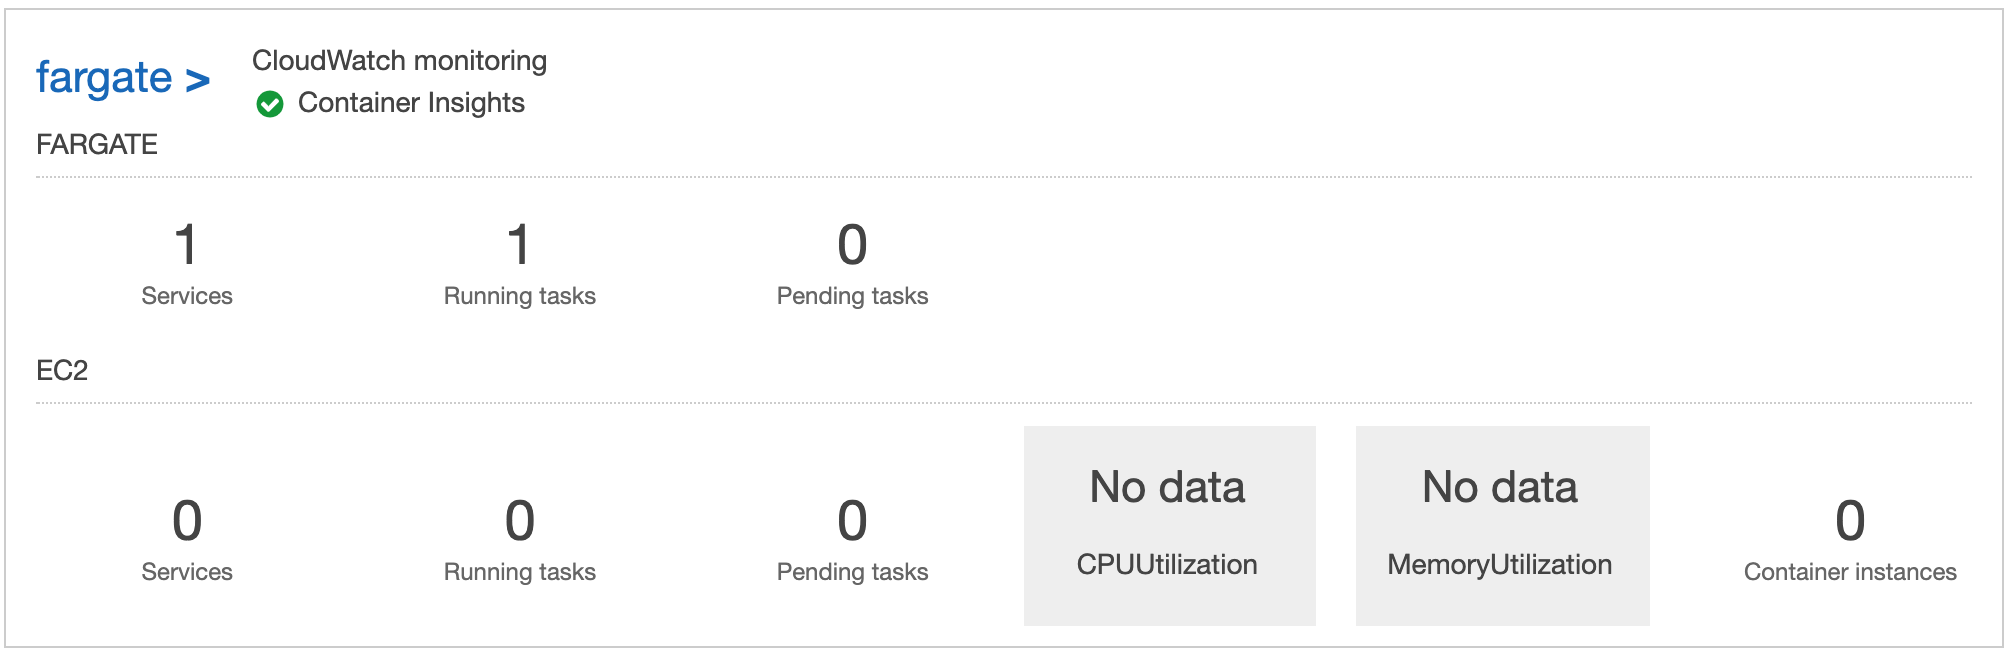 fargate >
CloudWatch monitoring
Container Insights
FARGATE
1
Services
1
Running tasks
0
Pending tasks
EC2
0
Services
0
Running tasks
0
Pending tasks
No data
CPUUtilization
No data
MemoryUtilization
0
Container instances